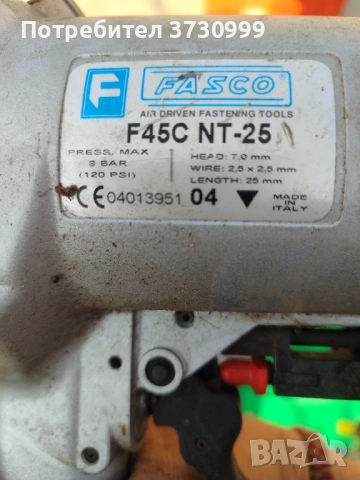 Потребител 3730999
FASCO
AIR DRIVEN FASTENING TOOLS
F45C NT-25
PRESS. MAX
8 BAR
(120 PSI)
HEAD: 7,0 mm
WIRE: 2,5 x 2,5 mm
LENGTH: 25 mm
CE 04013951 04
MADE IN
ITALY
BAZAR